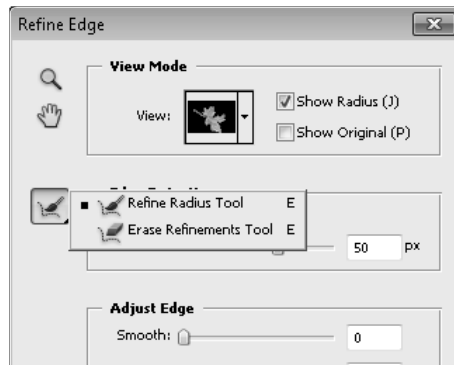 Refine Edge
View Mode
View:
Show Radius (J)
Show Original (P)
Refine Radius Tool E
Erase Refinements Tool E
50 px
Adjust Edge
Smooth: 0